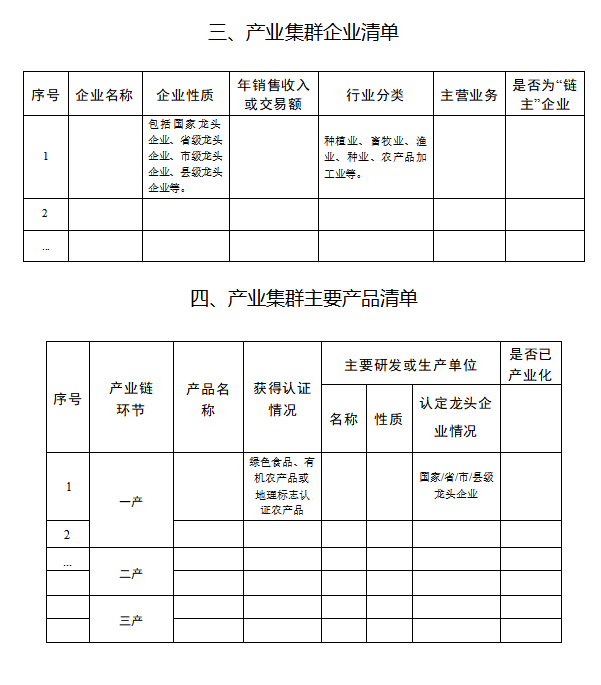 三、产业集群企业清单
序号 企业名称 企业性质 年销售收入或交易额 行业分类 主营业务 是否为“链主”企业
1
包括国家龙头
企业、省级龙头
企业、市级龙头
企业、县级龙头
企业等。
种植业、畜牧业、渔
业、种业、农产品加
工业等。
2
...
四、产业集群主要产品清单
序号
产业链
环节
产品名
称
获得认证
情况
主要研发或生产单位
是否已
产业化
名称
性质
认定龙头企
业情况
1
一产
绿色食品、有
机农产品或
地理标志认
证农产品
国家/省/市/县级
龙头企业
2
...
二产
三产